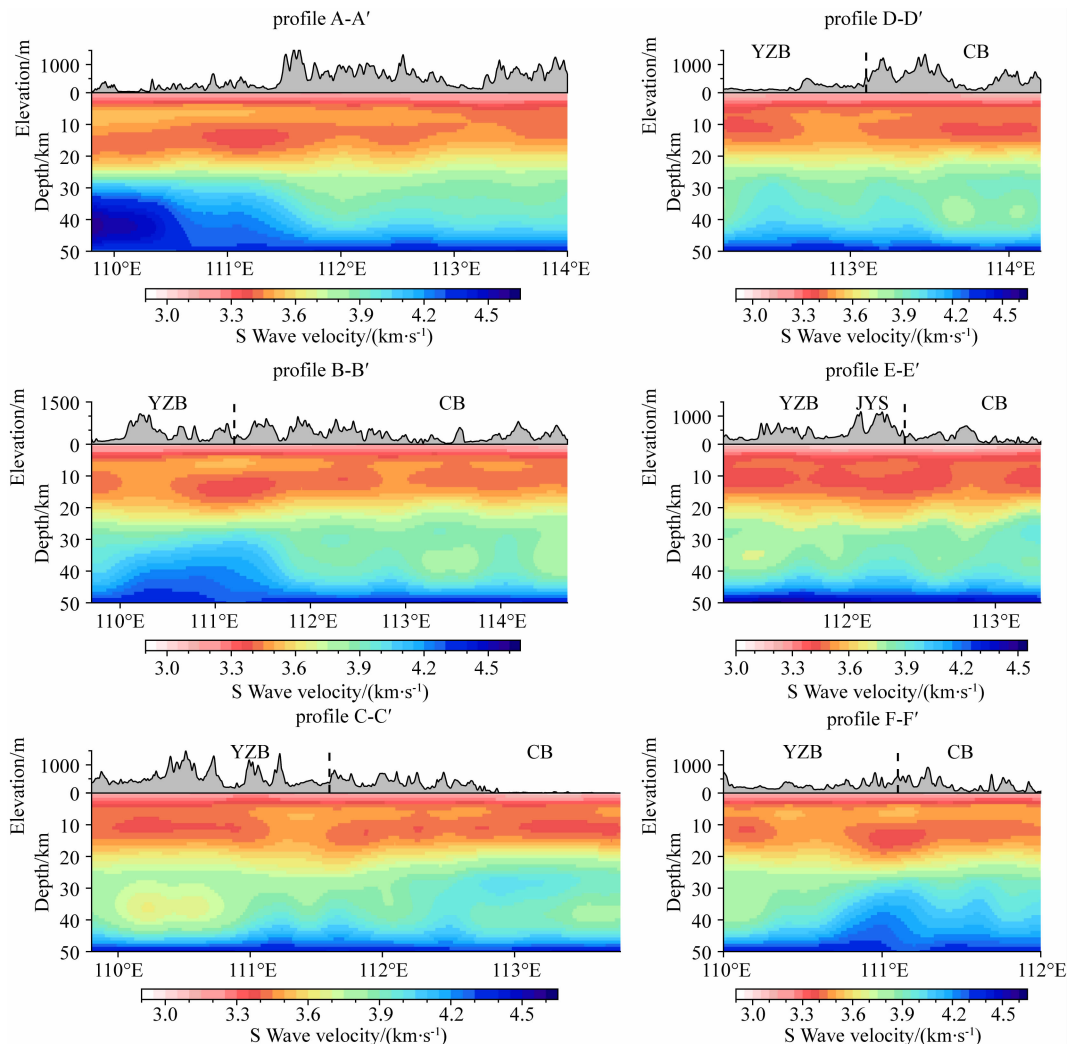 profile A-A′
Elevation/m
1000
0
Depth/km
10
20
30
40
50
110°E 111°E 112°E 113°E 114°E
3.0 3.3 3.6 3.9 4.2 4.5
S Wave velocity/(km·s⁻¹)
profile D-D′
YZB CB
Elevation/m
1000
0
Depth/km
10
20
30
40
50
113°E 114°E
3.0 3.3 3.6 3.9 4.2 4.5
S Wave velocity/(km·s⁻¹)
profile B-B′
YZB CB
Elevation/m
1500
0
Depth/km
10
20
30
40
50
110°E 111°E 112°E 113°E 114°E
3.0 3.3 3.6 3.9 4.2 4.5
S Wave velocity/(km·s⁻¹)
profile E-E′
YZB JYS CB
Elevation/m
1000
0
Depth/km
10
20
30
40
50
112°E 113°E
3.0 3.3 3.6 3.9 4.2 4.5
S Wave velocity/(km·s⁻¹)
profile C-C′
YZB CB
Elevation/m
1000
0
Depth/km
10
20
30
40
50
110°E 111°E 112°E 113°E
3.0 3.3 3.6 3.9 4.2 4.5
S Wave velocity/(km·s⁻¹)
profile F-F′
YZB CB
Elevation/m
1000
0
Depth/km
10
20
30
40
50
110°E 111°E 112°E
3.0 3.3 3.6 3.9 4.2 4.5
S Wave velocity/(km·s⁻¹)